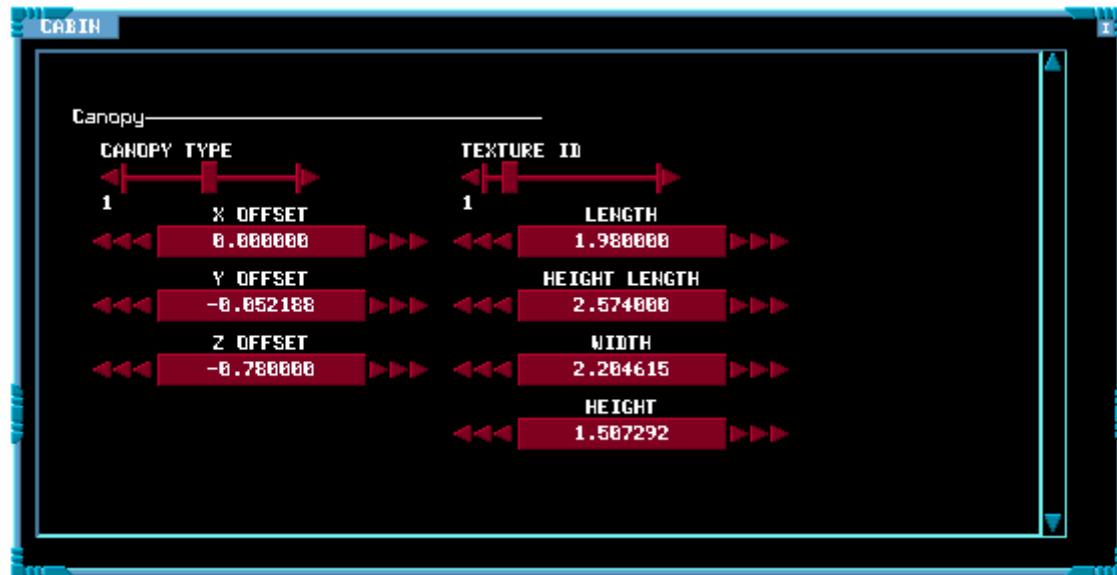 CABIN
I
Canopy
CANOPY TYPE
1
TEXTURE ID
1
X OFFSET
0.000000
LENGTH
1.980000
Y OFFSET
-0.052188
HEIGHT LENGTH
2.574000
Z OFFSET
-0.780000
WIDTH
2.204615
HEIGHT
1.507292